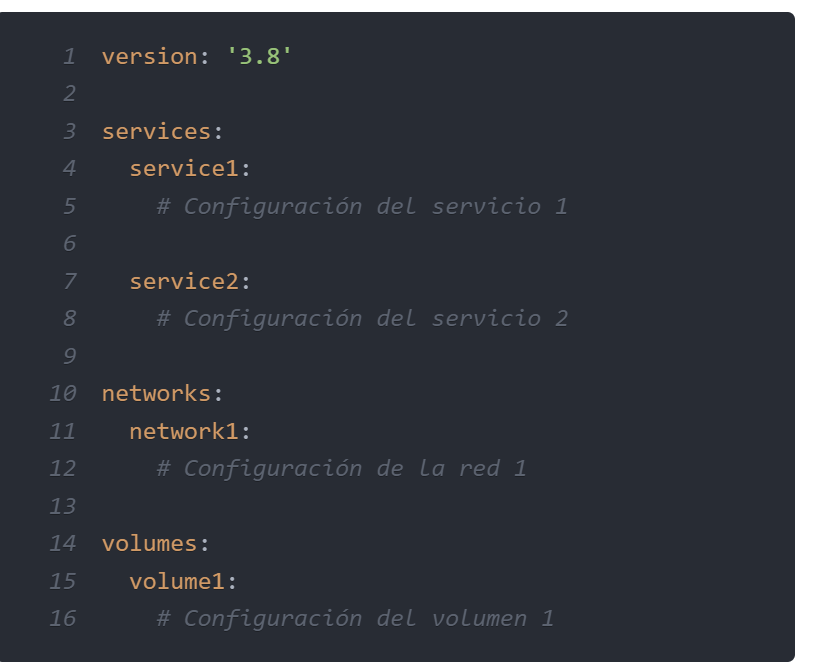 1 version: '3.8'
2
3 services:
4   service1:
5     # Configuración del servicio 1
6
7   service2:
8     # Configuración del servicio 2
9
10 networks:
11   network1:
12     # Configuración de la red 1
13
14 volumes:
15   volume1:
16     # Configuración del volumen 1